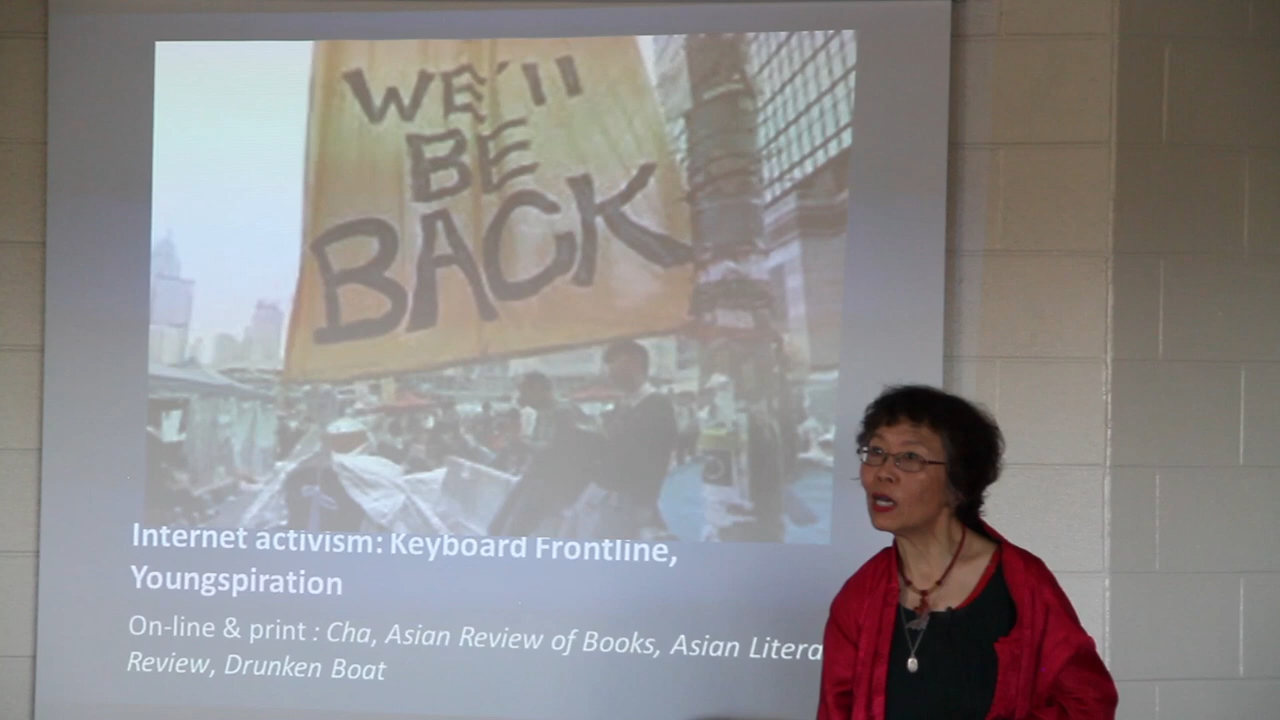 WE'll
BE
BACK
Internet activism: Keyboard Frontline,
Youngspiration
On-line & print : Cha, Asian Review of Books, Asian Litera
Review, Drunken Boat